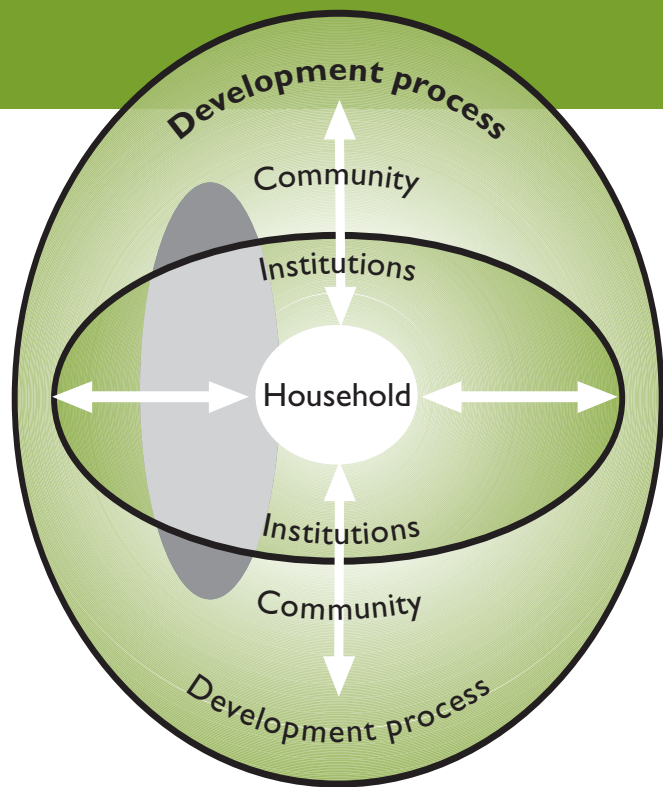 Development process
Community
Institutions
Household
Institutions
Community
Development process